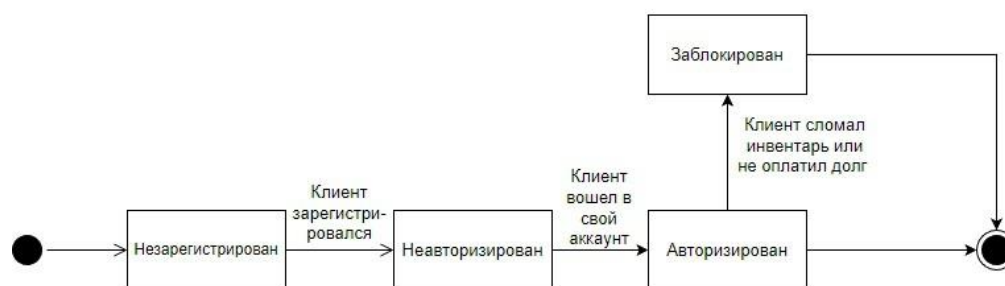 Заблокирован
Клиент сломал
инвентарь или
не оплатил долг
Клиент
зарегистри-
ровался
Клиент
вошел в
свой
аккаунт
Незарегистрирован
Неавторизирован
Авторизирован